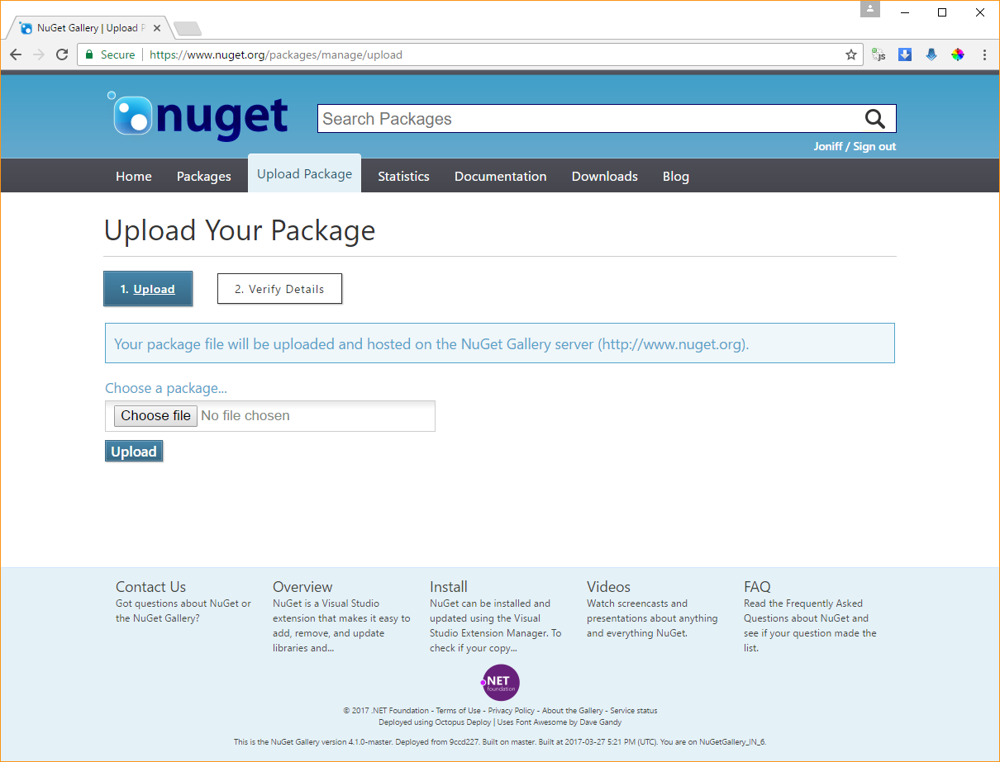 NuGet Gallery | Upload P
Secure | https://www.nuget.org/packages/manage/upload
js
nuget
Search Packages
Joniff / Sign out
Home Packages Upload Package Statistics Documentation Downloads Blog
Upload Your Package
1. Upload 2. Verify Details
Your package file will be uploaded and hosted on the NuGet Gallery server (http://www.nuget.org).
Choose a package...
Choose file No file chosen
Upload
Contact Us
Got questions about NuGet or
the NuGet Gallery?
Overview
NuGet is a Visual Studio
extension that makes it easy to
add, remove, and update
libraries and...
Install
NuGet can be installed and
updated using the Visual
Studio Extension Manager. To
check if your copy...
Videos
Watch screencasts and
presentations about anything
and everything NuGet.
FAQ
Read the Frequently Asked
Questions about NuGet and
see if your question made the
list.
.NET
foundation
© 2017 .NET Foundation - Terms of Use - Privacy Policy - About the Gallery - Service status
Deployed using Octopus Deploy | Uses Font Awesome by Dave Gandy
This is the NuGet Gallery version 4.1.0-master. Deployed from 9ccd227. Built on master. Built at 2017-03-27 5:21 PM (UTC). You are on NuGetGallery_IN_6.